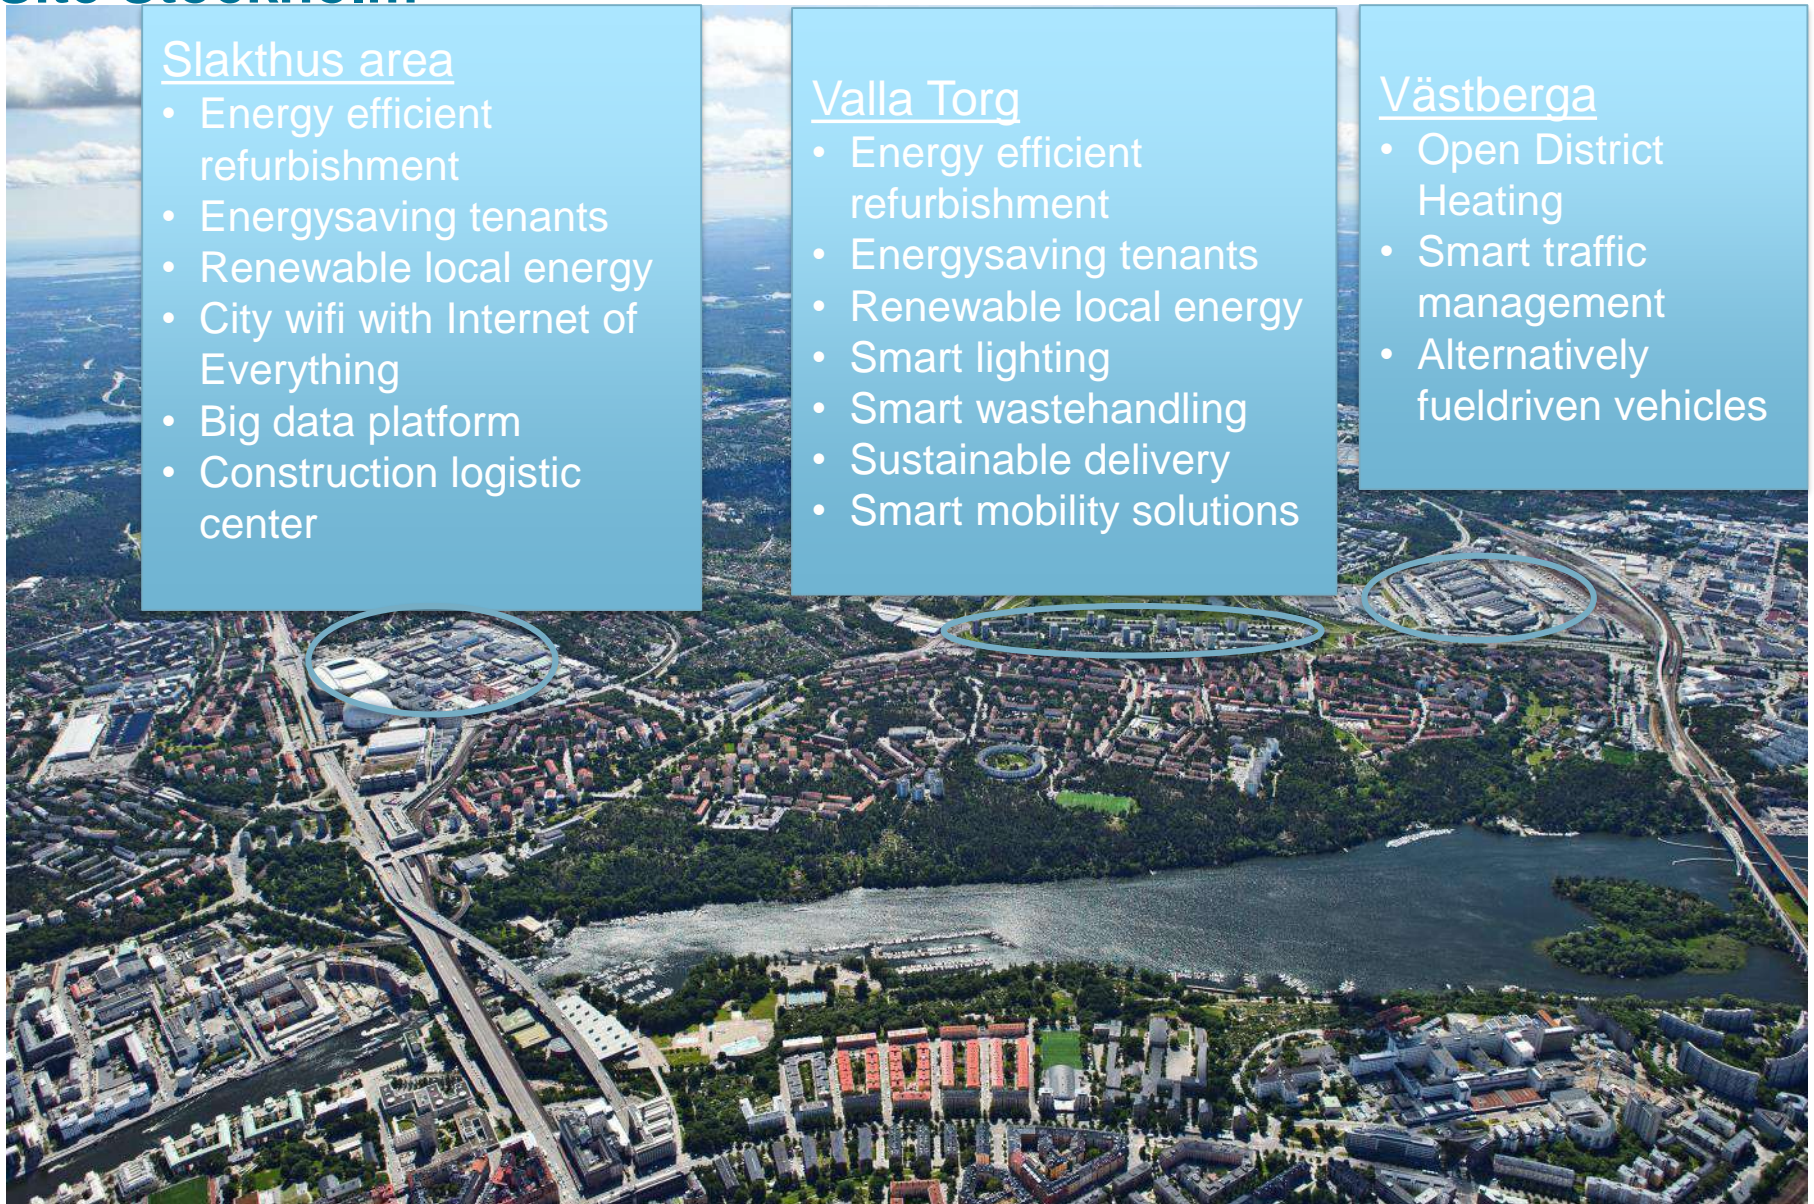 Site Stockholm
Slakthus area
• Energy efficient
refurbishment
• Energysaving tenants
• Renewable local energy
• City wifi with Internet of
Everything
• Big data platform
• Construction logistic
center
Valla Torg
• Energy efficient
refurbishment
• Energysaving tenants
• Renewable local energy
• Smart lighting
• Smart wastehandling
• Sustainable delivery
• Smart mobility solutions
Västberga
• Open District
Heating
• Smart traffic
management
• Alternatively
fueldriven vehicles